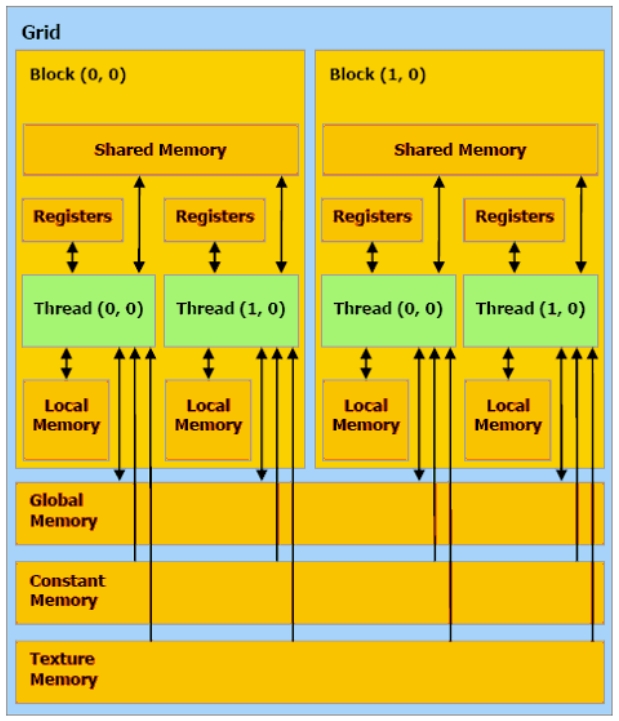 Grid
Block (0, 0)
Block (1, 0)
Shared Memory
Shared Memory
Registers
Registers
Registers
Registers
Thread (0, 0)
Thread (1, 0)
Thread (0, 0)
Thread (1, 0)
Local
Memory
Local
Memory
Local
Memory
Local
Memory
Global
Memory
Constant
Memory
Texture
Memory